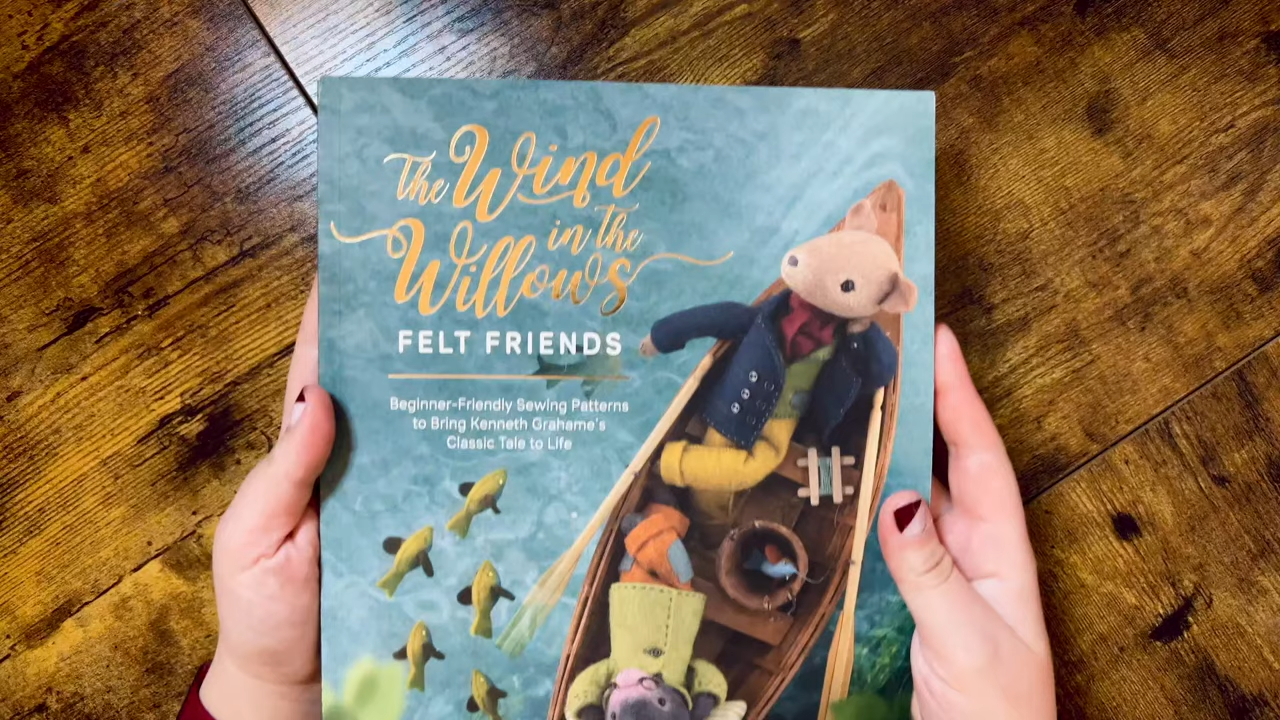 The Wind
in the
Willows
FELT FRIENDS
Beginner-Friendly Sewing Patterns
to Bring Kenneth Grahame's
Classic Tale to Life